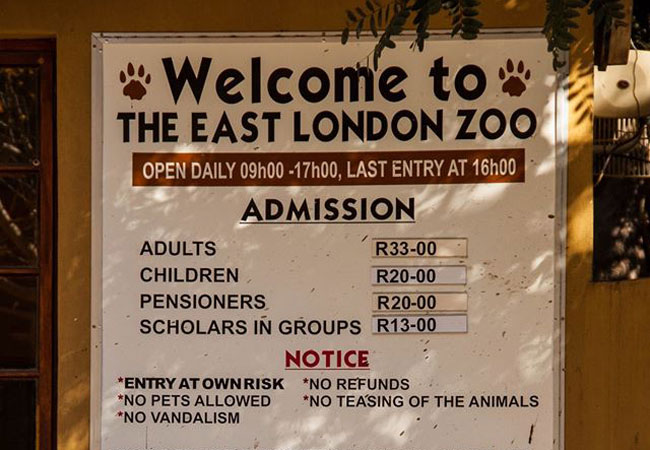 Welcome to
THE EAST LONDON ZOO
OPEN DAILY 09h00 -17h00, LAST ENTRY AT 16h00
ADMISSION
ADULTS R33-00
CHILDREN R20-00
PENSIONERS R20-00
SCHOLARS IN GROUPS R13-00
NOTICE
*ENTRY AT OWN RISK *NO REFUNDS
*NO PETS ALLOWED *NO TEASING OF THE ANIMALS
*NO VANDALISM